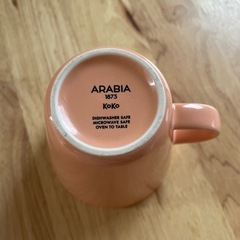 ARABIA
1873
KoKo
DISHWASHER SAFE
MICROWAVE SAFE
OVEN TO TABLE